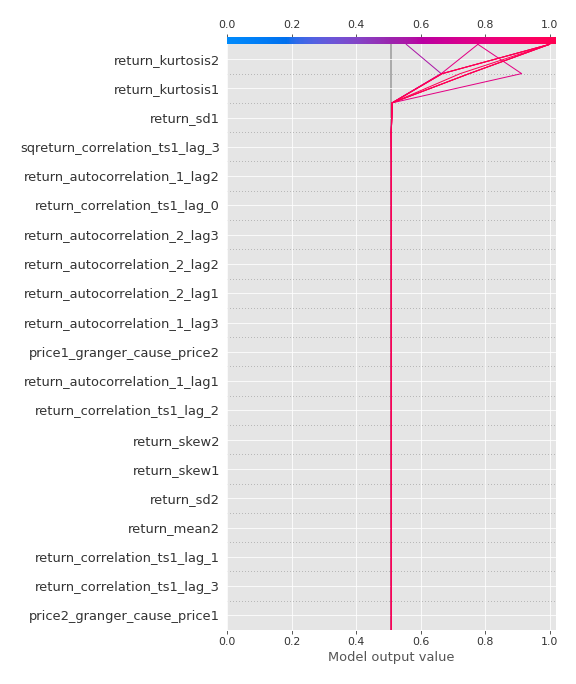 0.0 0.2 0.4 0.6 0.8 1.0
return_kurtosis2
return_kurtosis1
return_sd1
sqreturn_correlation_ts1_lag_3
return_autocorrelation_1_lag2
return_correlation_ts1_lag_0
return_autocorrelation_2_lag3
return_autocorrelation_2_lag2
return_autocorrelation_2_lag1
return_autocorrelation_1_lag3
price1_granger_cause_price2
return_autocorrelation_1_lag1
return_correlation_ts1_lag_2
return_skew2
return_skew1
return_sd2
return_mean2
return_correlation_ts1_lag_1
return_correlation_ts1_lag_3
price2_granger_cause_price1
0.0 0.2 0.4 0.6 0.8 1.0
Model output value